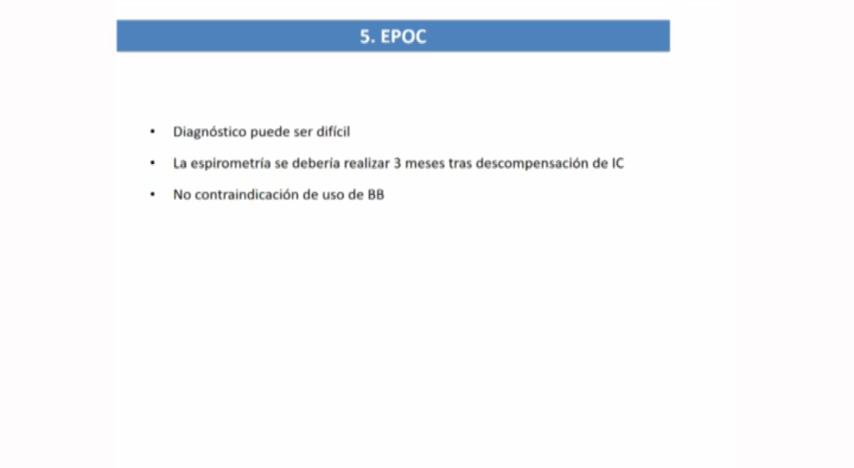 5. EPOC
• Diagnóstico puede ser difícil
• La espirometría se debería realizar 3 meses tras descompensación de IC
• No contraindicación de uso de BB